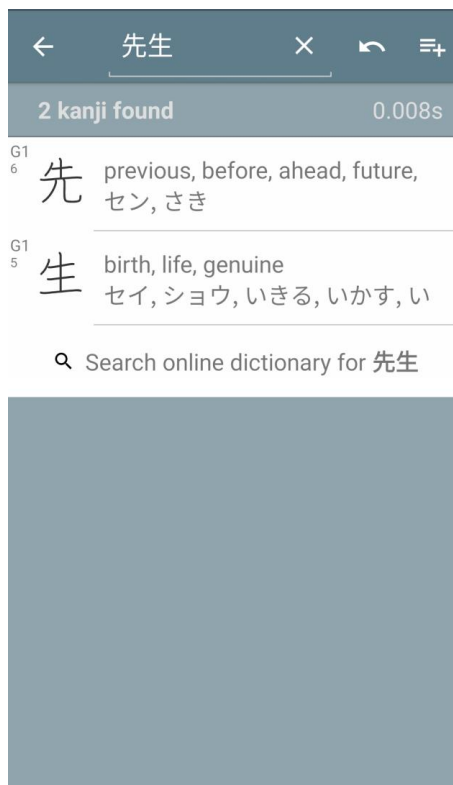 先生
2 kanji found 0.008s
G1
6
先
previous, before, ahead, future,
セン, さき
G1
5
生
birth, life, genuine
セイ, ショウ, いきる, いかす, い
Search online dictionary for 先生